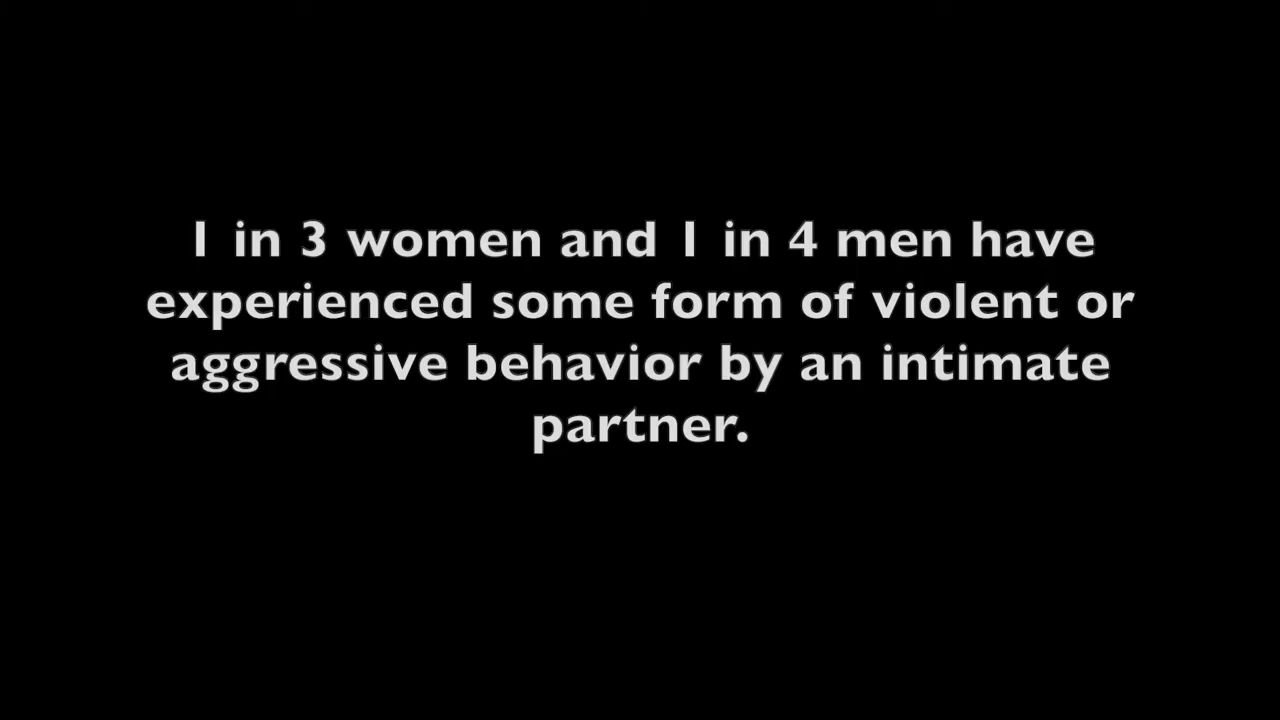 1 in 3 women and 1 in 4 men have
experienced some form of violent or
aggressive behavior by an intimate
partner.